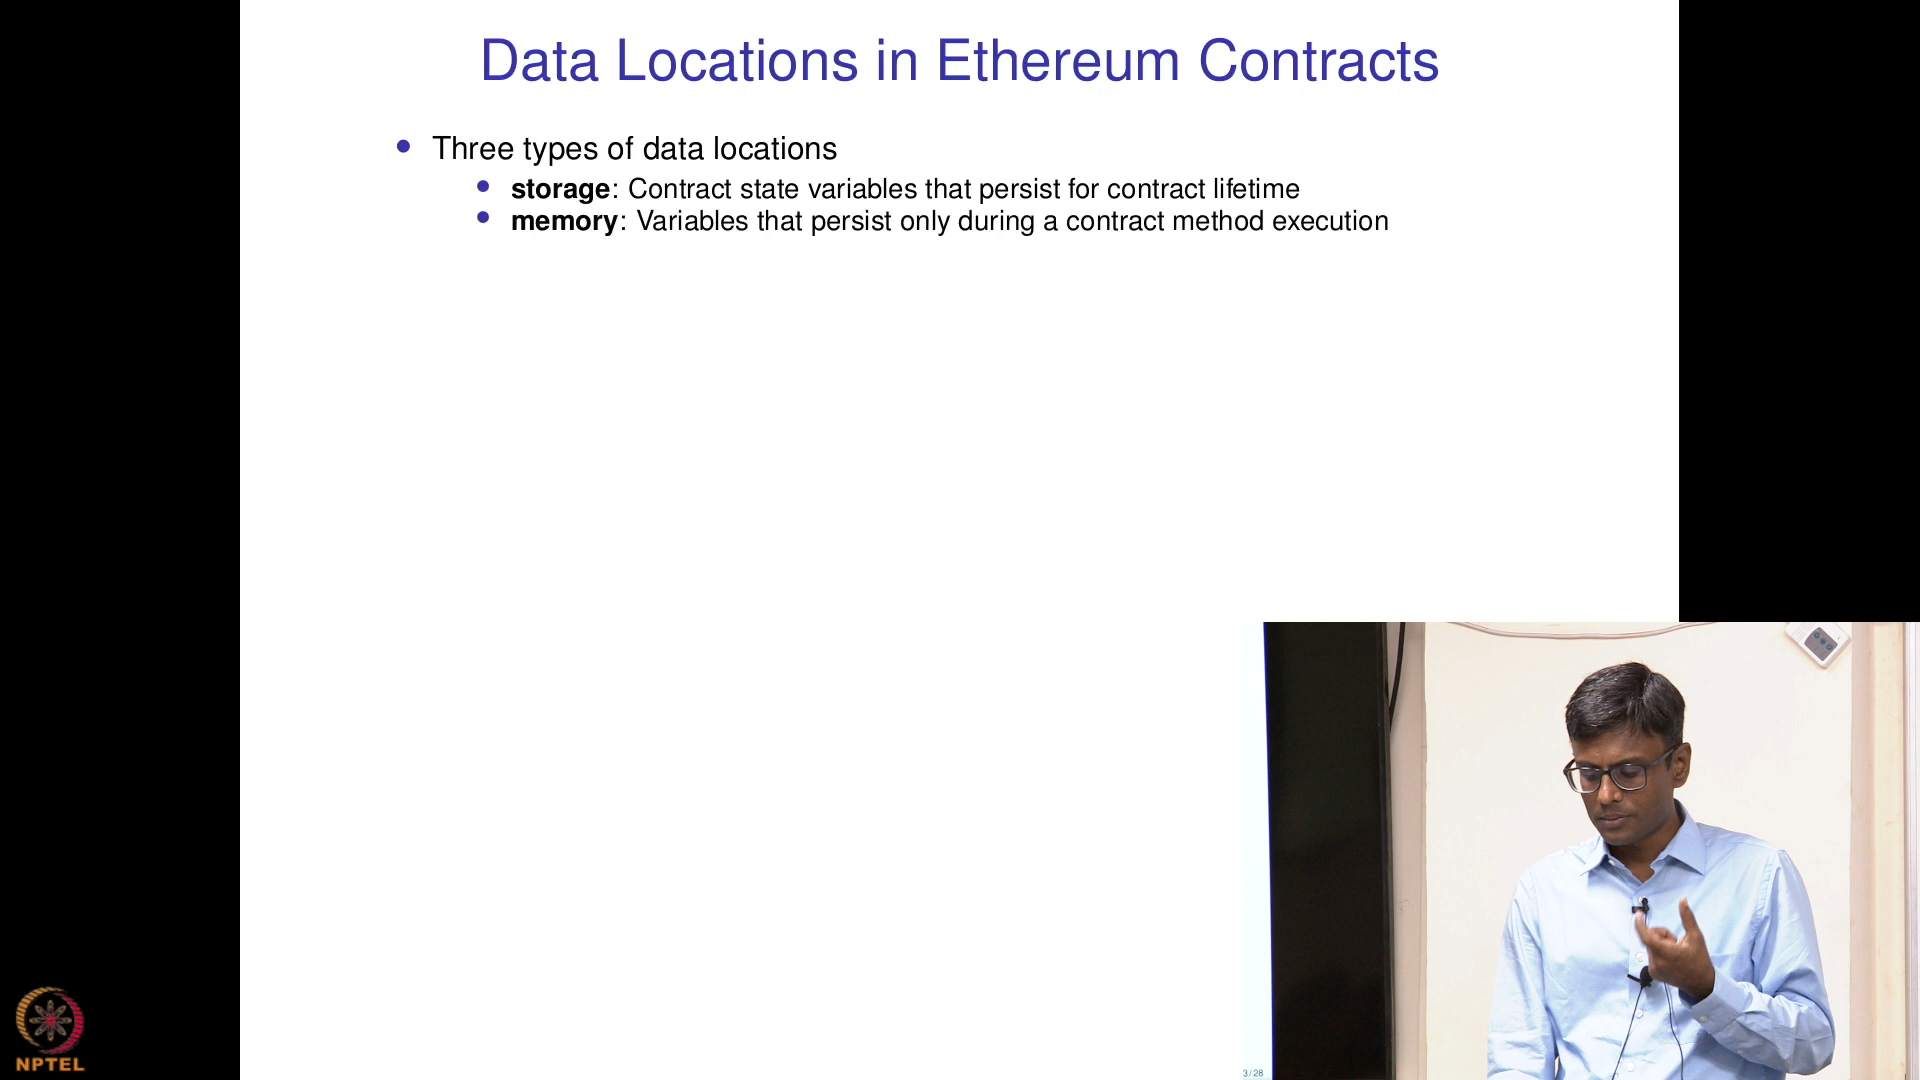 Data Locations in Ethereum Contracts
Three types of data locations
storage: Contract state variables that persist for contract lifetime
memory: Variables that persist only during a contract method execution
3/28
NPTEL